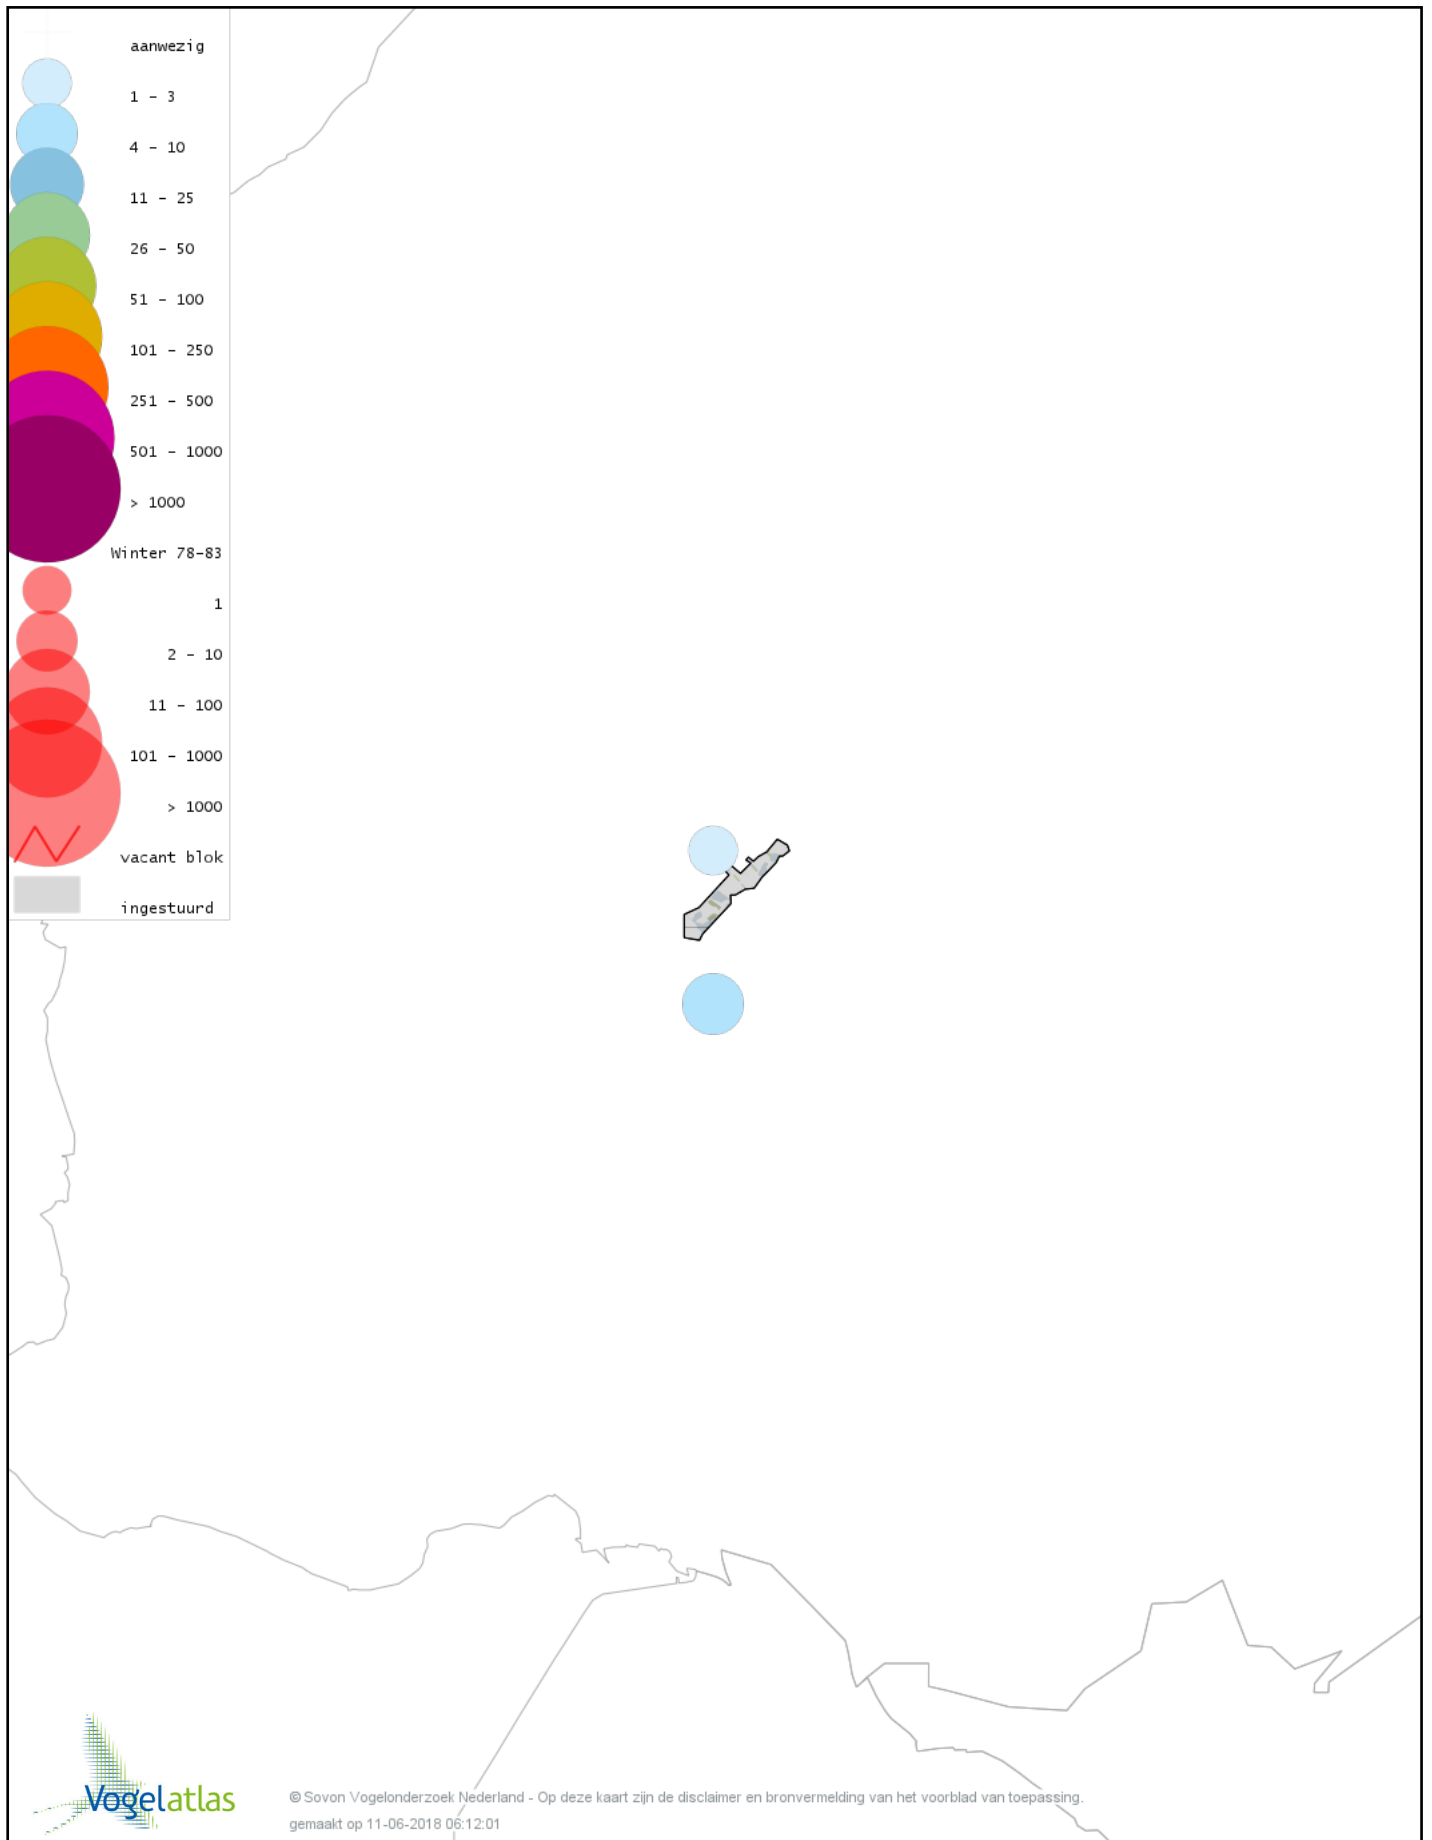 aanwezig
1 - 3
4 - 10
11 - 25
26 - 50
51 - 100
101 - 250
251 - 500
501 - 1000
> 1000
Winter 78-83
1
2 - 10
11 - 100
101 - 1000
> 1000
vacant blok
ingestuurd
Vogelatlas
© Sovon Vogelonderzoek Nederland - Op deze kaart zijn de disclaimer en bronvermelding van het voorblad van toepassing.
gemaakt op 11-06-2018 06:12:01